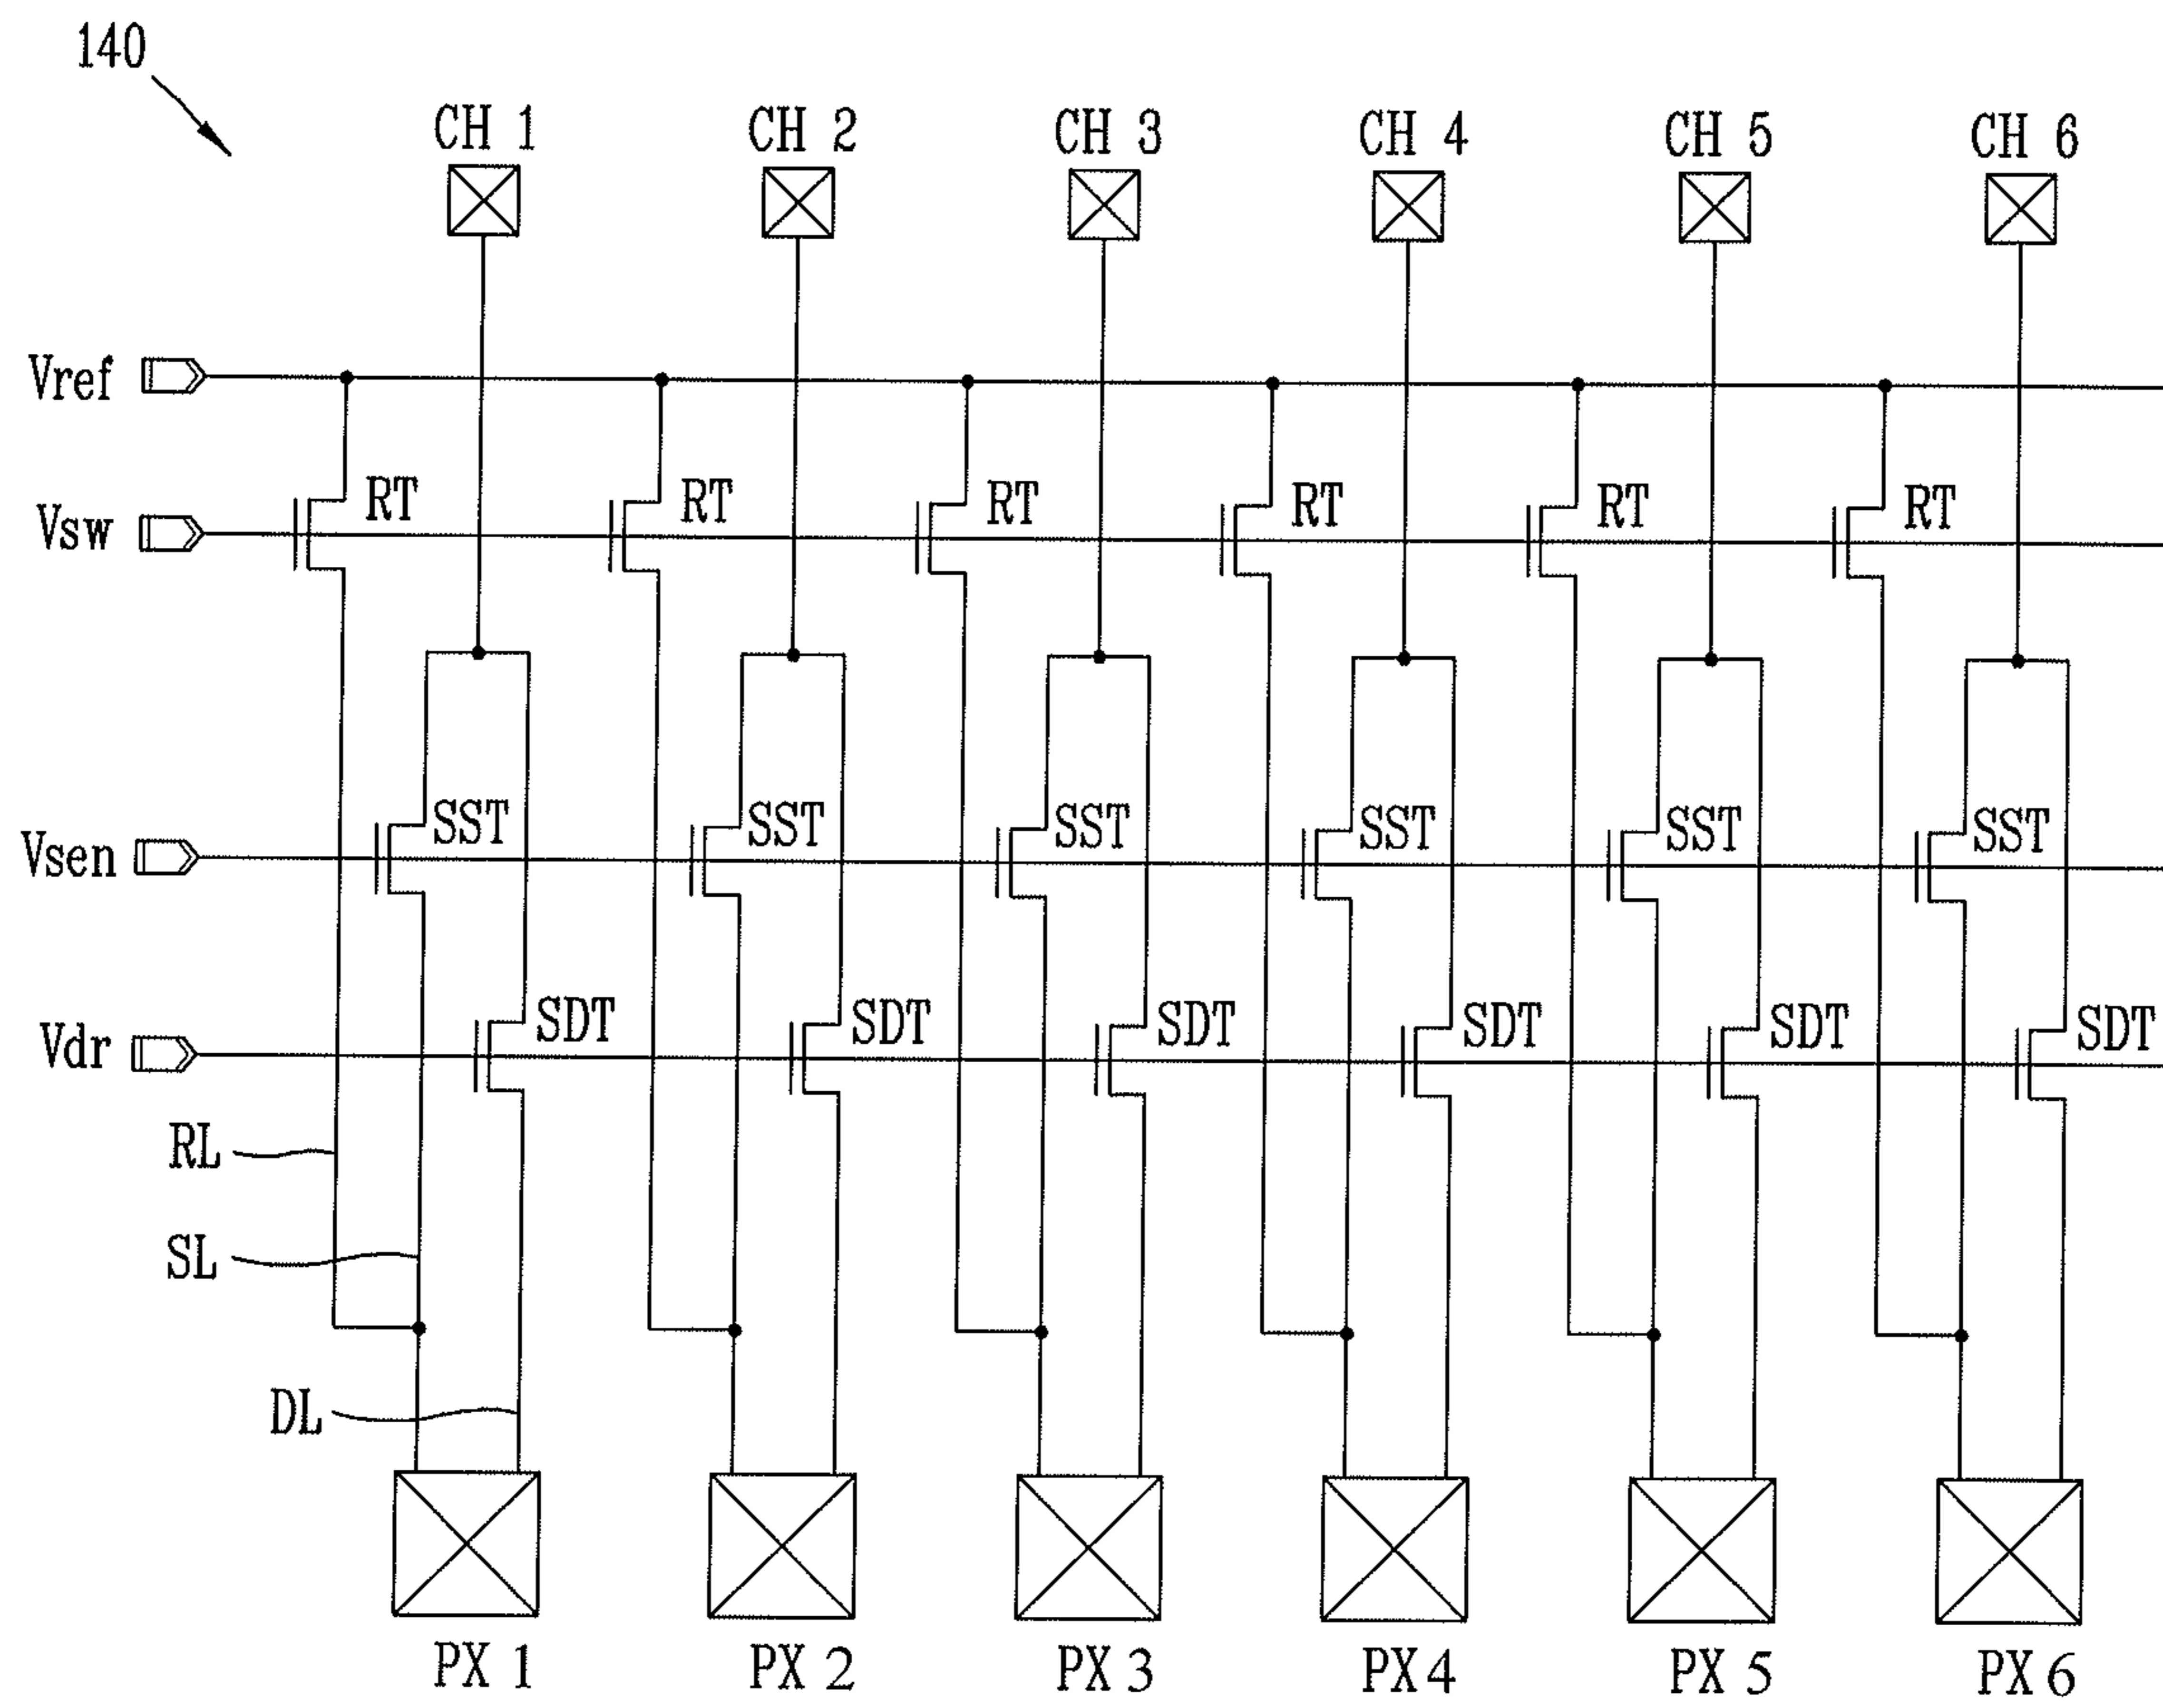 140
CH 1 CH 2 CH 3 CH 4 CH 5 CH 6
Vref
RT RT RT RT RT RT
Vsw
SST SST SST SST SST SST
Vsen
SDT SDT SDT SDT SDT SDT
Vdr
RL
SL
DL
PX 1 PX 2 PX 3 PX 4 PX 5 PX 6